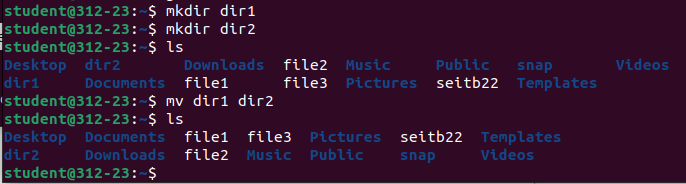 student@312-23:~$ mkdir dir1
student@312-23:~$ mkdir dir2
student@312-23:~$ ls
Desktop dir2 Downloads file2 Music Public snap Videos
dir1 Documents file1 file3 Pictures seitb22 Templates
student@312-23:~$ mv dir1 dir2
student@312-23:~$ ls
Desktop Documents file1 file3 Pictures seitb22 Templates
dir2 Downloads file2 Music Public snap Videos
student@312-23:~$